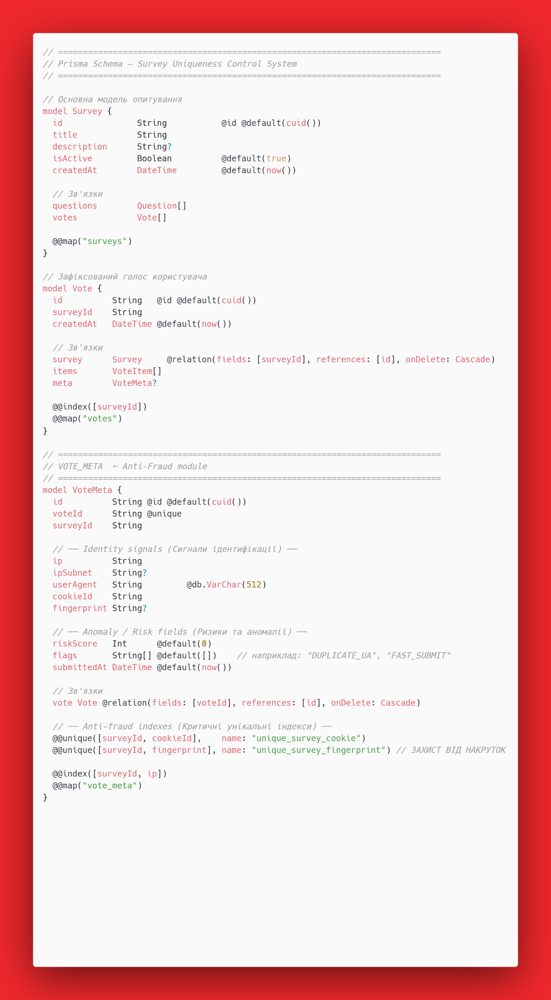 // =============================================================================
// Prisma Schema — Survey Uniqueness Control System
// =============================================================================

// Основна модель опитування
model Survey {
  id               String           @id @default(cuid())
  title            String
  description      String?
  isActive         Boolean          @default(true)
  createdAt        DateTime         @default(now())

  // Зв'язки
  questions        Question[]
  votes            Vote[]

  @@map("surveys")
}

// Зафіксований голос користувача
model Vote {
  id          String   @id @default(cuid())
  surveyId    String
  createdAt   DateTime @default(now())

  // Зв'язки
  survey      Survey     @relation(fields: [surveyId], references: [id], onDelete: Cascade)
  items       VoteItem[]
  meta        VoteMeta?

  @@index([surveyId])
  @@map("votes")
}

// =============================================================================
// VOTE_META  ← Anti-Fraud module
// =============================================================================
model VoteMeta {
  id          String @id @default(cuid())
  voteId      String @unique
  surveyId    String

  // —— Identity signals (Сигнали ідентифікації) ——
  ip          String
  ipSubnet    String?
  userAgent   String         @db.VarChar(512)
  cookieId    String
  fingerprint String?

  // —— Anomaly / Risk fields (Ризики та аномалії) ——
  riskScore   Int      @default(0)
  flags       String[] @default([])    // наприклад: "DUPLICATE_UA", "FAST_SUBMIT"
  submittedAt DateTime @default(now())

  // Зв'язки
  vote Vote @relation(fields: [voteId], references: [id], onDelete: Cascade)

  // —— Anti-fraud indexes (Критичні унікальні індекси) ——
  @@unique([surveyId, cookieId],    name: "unique_survey_cookie")
  @@unique([surveyId, fingerprint], name: "unique_survey_fingerprint") // ЗАХИСТ ВІД НАКРУТОК

  @@index([surveyId, ip])
  @@map("vote_meta")
}